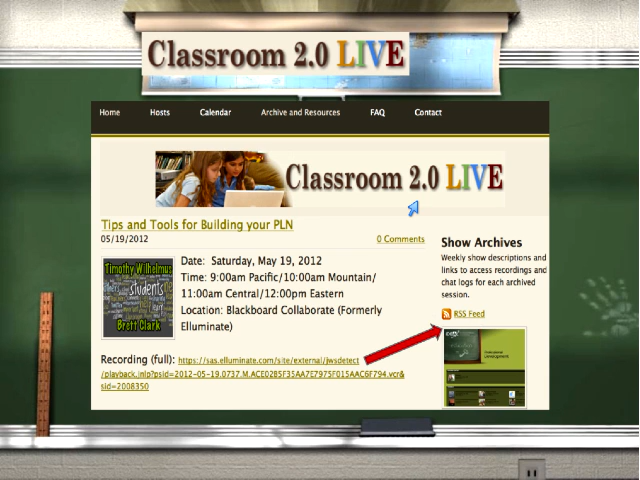 Classroom 2.0 LIVE
Home Hosts Calendar Archive and Resources FAQ Contact
Classroom 2.0 LIVE
Tips and Tools for Building your PLN
05/19/2012
0 Comments
Timothy Wilhelmus
students
Brett Clark
Date: Saturday, May 19, 2012
Time: 9:00am Pacific/10:00am Mountain/
11:00am Central/12:00pm Eastern
Location: Blackboard Collaborate (Formerly
Elluminate)
Recording (full): https://sas.elluminate.com/site/external/jwsdetect
/playback.jnlp?psid=2012-05-19.0737.M.ACE0285F35AA7E7975F015AAC6F794.vcr&
sid=2008350
Show Archives
Weekly show descriptions and
links to access recordings and
chat logs for each archived
session.
RSS Feed